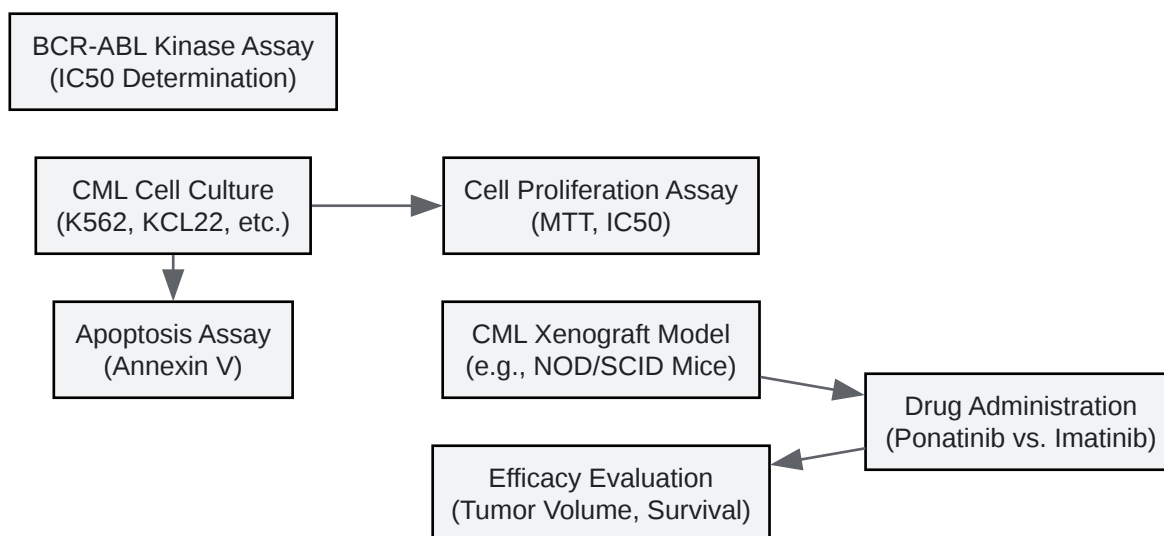 BCR-ABL Kinase Assay
(IC50 Determination)
CML Cell Culture
(K562, KCL22, etc.)
Cell Proliferation Assay
(MTT, IC50)
Apoptosis Assay
(Annexin V)
CML Xenograft Model
(e.g., NOD/SCID Mice)
Drug Administration
(Ponatinib vs. Imatinib)
Efficacy Evaluation
(Tumor Volume, Survival)